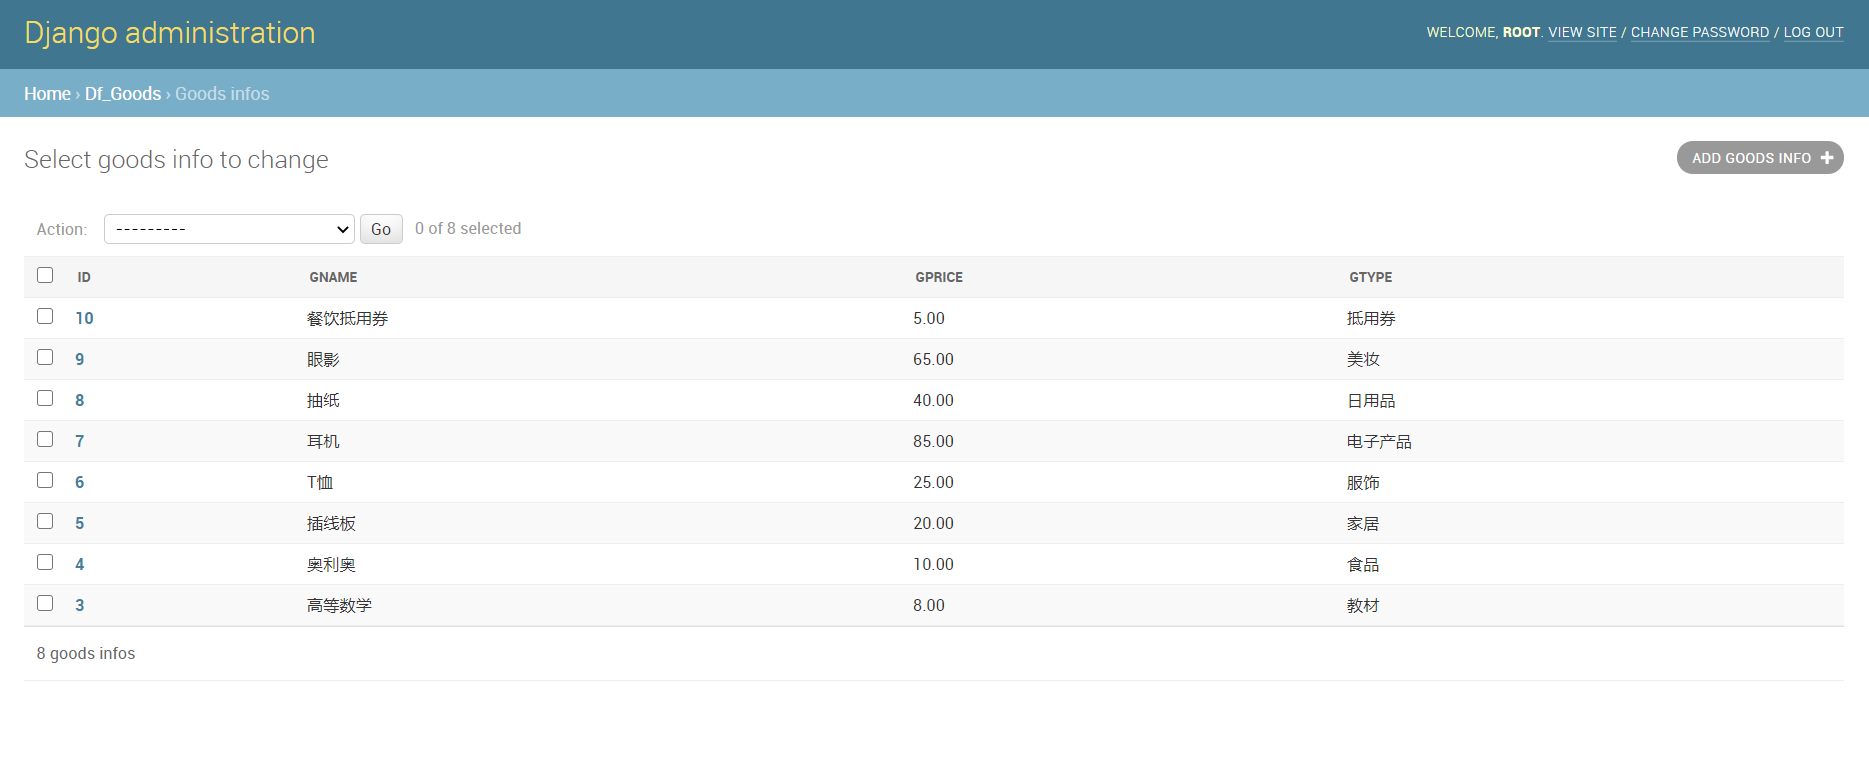 Django administration
WELCOME, ROOT. VIEW SITE / CHANGE PASSWORD / LOG OUT
Home › Df_Goods › Goods infos
Select goods info to change
ADD GOODS INFO
Action: --------- Go 0 of 8 selected
ID GNAME GPRICE GTYPE
10 餐饮抵用券 5.00 抵用券
9 眼影 65.00 美妆
8 抽纸 40.00 日用品
7 耳机 85.00 电子产品
6 T恤 25.00 服饰
5 插线板 20.00 家居
4 奥利奥 10.00 食品
3 高等数学 8.00 教材
8 goods infos